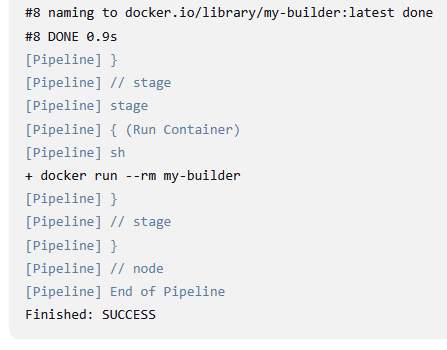 #8 naming to docker.io/library/my-builder:latest done
#8 DONE 0.9s
[Pipeline] }
[Pipeline] // stage
[Pipeline] stage
[Pipeline] { (Run Container)
[Pipeline] sh
+ docker run --rm my-builder
[Pipeline] }
[Pipeline] // stage
[Pipeline] }
[Pipeline] // node
[Pipeline] End of Pipeline
Finished: SUCCESS